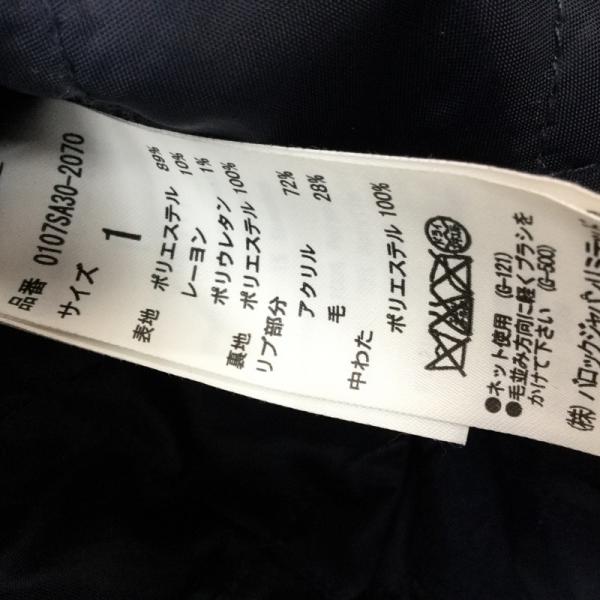 品番 0107SA30-2070
サイズ 1
表地 ポリエステル 89%
レーヨン 10%
ポリウレタン 1%
裏地 ポリエステル 100%
リブ部分
アクリル 72%
毛 28%
中わた
ポリエステル 100%
●ネット使用 (G-121)
●毛並み方向に軽くブラシを
かけて下さい (G-500)
(株)バロックジャパンリミテッド